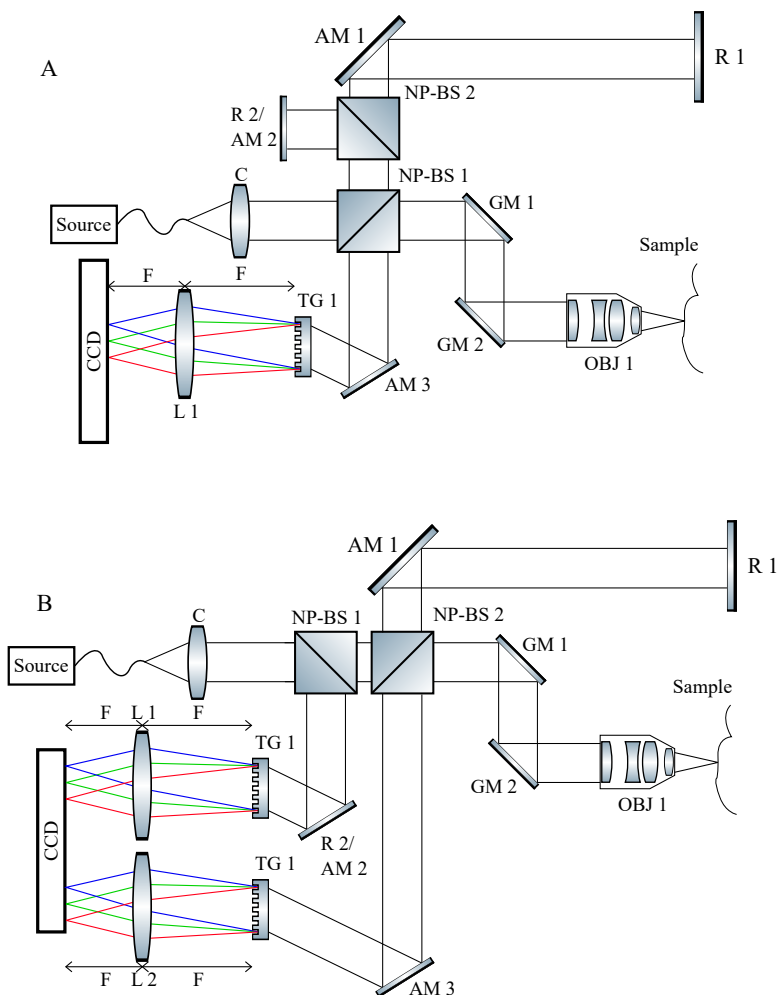 A
AM 1
R 1
NP-BS 2
R 2/
AM 2
C
NP-BS 1
GM 1
Source
Sample
F
F
TG 1
GM 2
CCD
OBJ 1
AM 3
L 1
AM 1
R 1
B
C
NP-BS 1
NP-BS 2
GM 1
Source
Sample
F
L 1
F
TG 1
GM 2
OBJ 1
CCD
R 2/
AM 2
TG 1
F
L 2
F
AM 3